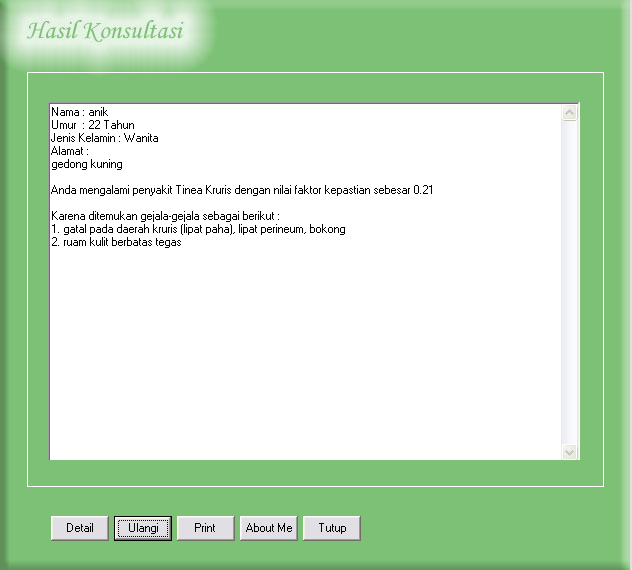 Hasil Konsultasi
Nama : anik
Umur : 22 Tahun
Jenis Kelamin : Wanita
Alamat :
gedong kuning
Anda mengalami penyakit Tinea Kruris dengan nilai faktor kepastian sebesar 0.21
Karena ditemukan gejala-gejala sebagai berikut :
1. gatal pada daerah kruris (lipat paha), lipat perineum, bokong
2. ruam kulit berbatas tegas
Detail Ulangi Print About Me Tutup